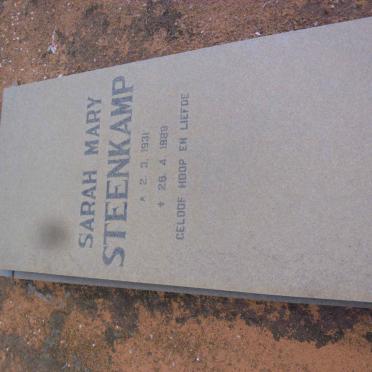 SARAH MARY
STEENKAMP
* 2. 3. 1931
+ 26. 4. 1989
GELOOF HOOP EN LIEFDE